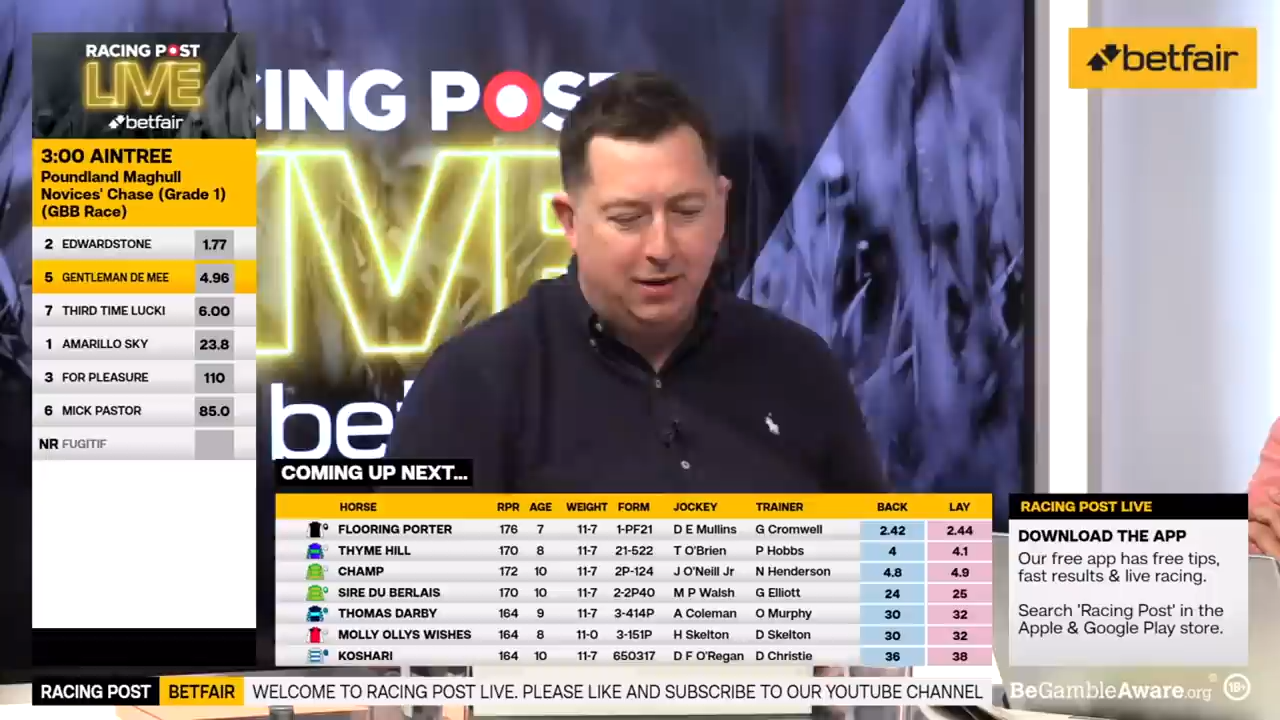 RACING POST
LIVE
betfair
3:00 AINTREE
Poundland Maghull
Novices' Chase (Grade 1)
(GBB Race)
2 EDWARDSTONE 1.77
5 GENTLEMAN DE MEE 4.96
7 THIRD TIME LUCKI 6.00
1 AMARILLO SKY 23.8
3 FOR PLEASURE 110
6 MICK PASTOR 85.0
NR FUGITIF
CING POS
IVE
bet
betfair
COMING UP NEXT...
HORSE RPR AGE WEIGHT FORM JOCKEY TRAINER BACK LAY
FLOORING PORTER 176 7 11-7 1-PF21 D E Mullins G Cromwell 2.42 2.44
THYME HILL 170 8 11-7 21-522 T O'Brien P Hobbs 4 4.1
CHAMP 172 10 11-7 2P-124 J O'Neill Jr N Henderson 4.8 4.9
SIRE DU BERLAIS 170 10 11-7 2-2P40 M P Walsh G Elliott 24 25
THOMAS DARBY 164 9 11-7 3-414P A Coleman O Murphy 30 32
MOLLY OLLYS WISHES 164 8 11-0 3-151P H Skelton D Skelton 30 32
KOSHARI 164 10 11-7 650317 D F O'Regan D Christie 36 38
RACING POST LIVE
DOWNLOAD THE APP
Our free app has free tips,
fast results & live racing.
Search 'Racing Post' in the
Apple & Google Play store.
RACING POST BETFAIR WELCOME TO RACING POST LIVE. PLEASE LIKE AND SUBSCRIBE TO OUR YOUTUBE CHANNEL
BeGambleAware.org 18+